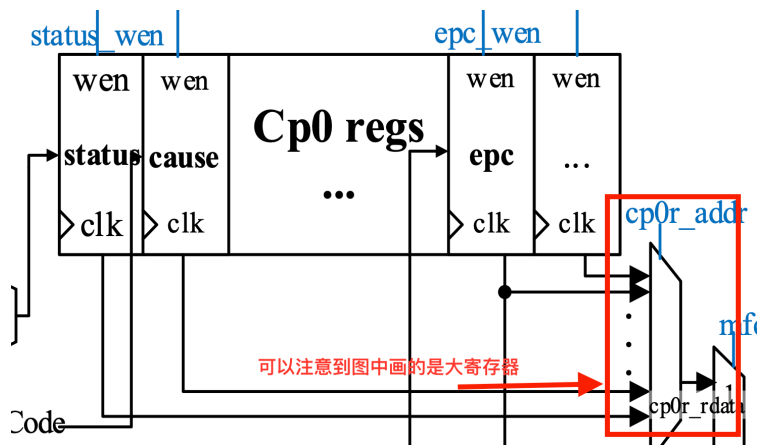 status_wen
epc_wen
wen
wen
wen
wen
Cp0 regs
status
cause
...
epc
...
clk
clk
clk
clk
cp0r_addr
可以注意到图中画的是大寄存器
cp0r_rdata
Code